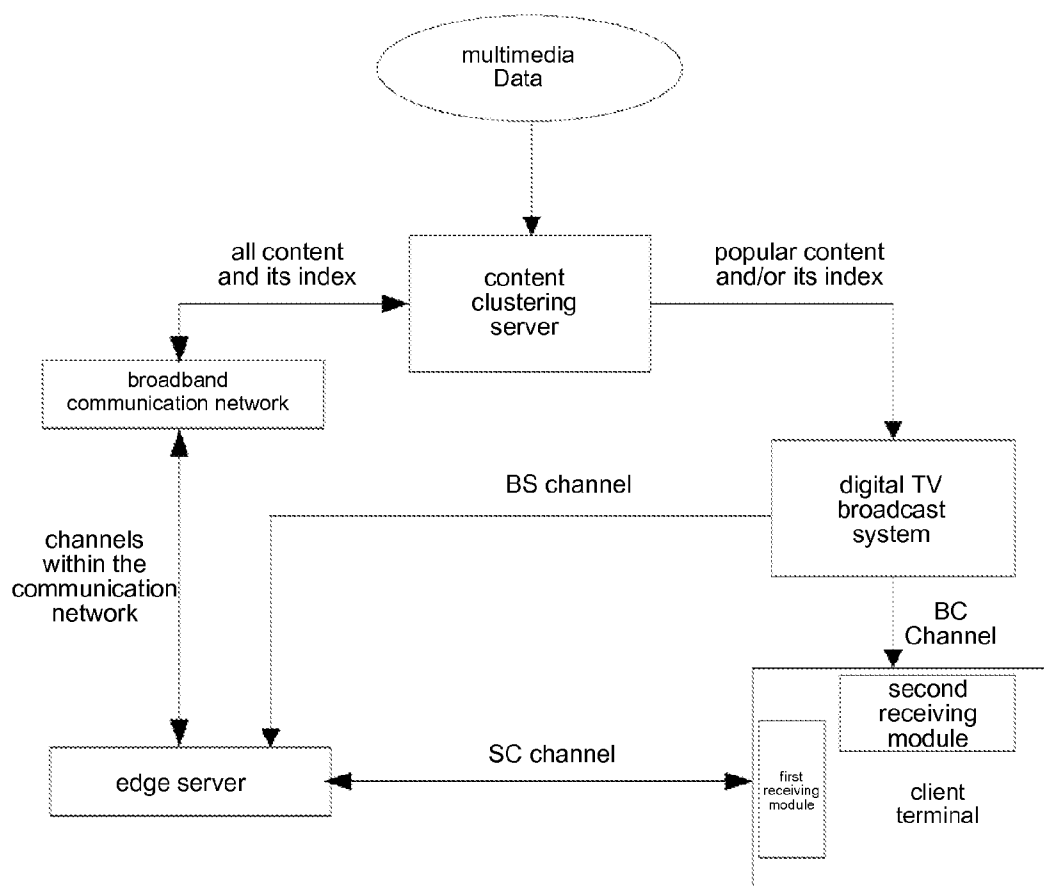 multimedia
Data
all content
and its index
popular content
and/or its index
content
clustering
server
broadband
communication network
BS channel
digital TV
broadcast
system
channels
within the
communication
network
BC
Channel
second
receiving
module
SC channel
edge server
first
receiving
module
client
terminal